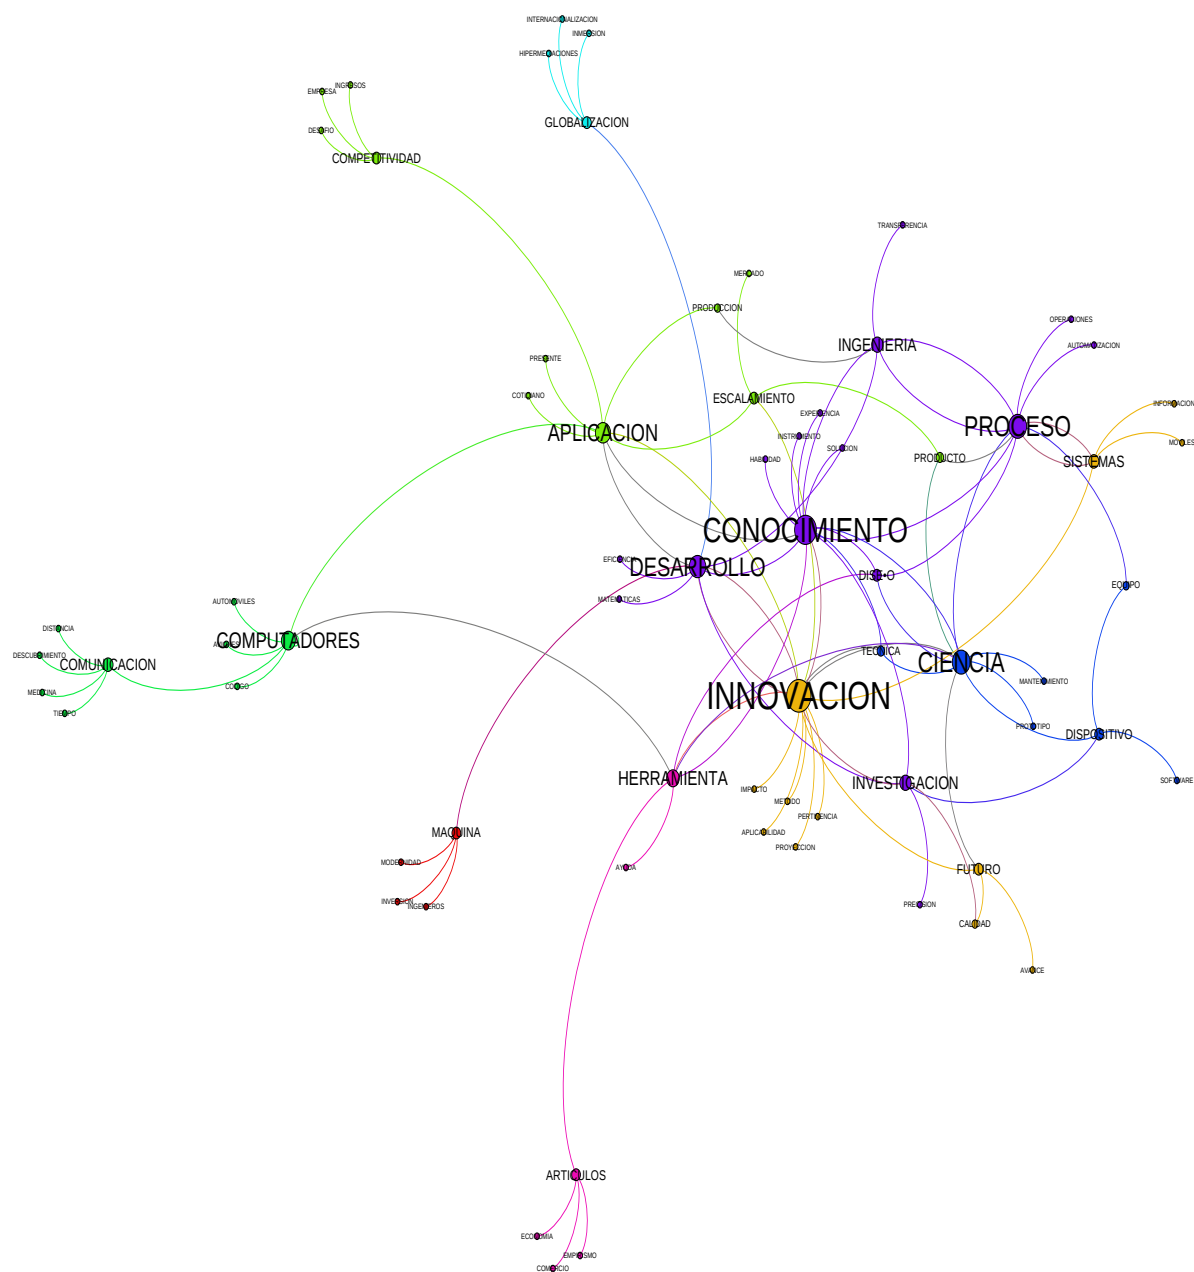 INTERNACIONALIZACION
INMERSION
HIPERMEDACIONES
INGRESOS
EMPRESA
GLOBALIZACION
DESAFIO
COMPETITIVIDAD
TRANSFERENCIA
MERCADO
PRODUCCION
OPERACIONES
INGENIERIA
AUTOMATIZACION
PRESENTE
COTIDIANO
ESCALAMIENTO
INFORMACION
EXPERIENCIA
PROCESO
APLICACION
INSTRUMENTO
MOVILES
SOLUCION
HABILIDAD
PRODUCTO
SISTEMAS
CONOCIMIENTO
EFICIENCIA
DESARROLLO
DISE•O
EQUIPO
MATEMATICAS
AUTOMOVILES
DISTANCIA
COMPUTADORES
TECNICA
DESCUBRIMIENTO
COMUNICACION
CIENCIA
MANTENIMIENTO
CODIGO
MEDICINA
INNOVACION
TIEMPO
PROTOTIPO
DISPOSITIVO
HERRAMIENTA
INVESTIGACION
SOFTWARE
IMPACTO
METODO
PERTINENCIA
MAQUINA
APLICABILIDAD
PROYECCION
MODERNIDAD
AYUDA
FUTURO
INVERSION
INGENIEROS
PRECISION
CALIDAD
AVANCE
ARTICULOS
ECONOMIA
EMPIRISMO
COMERCIO